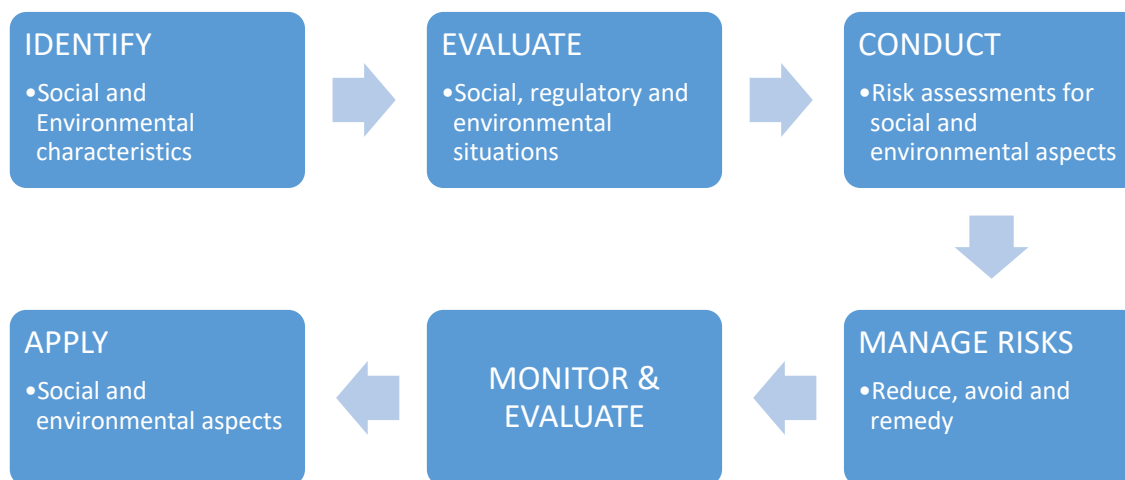 IDENTIFY
•Social and
Environmental
characteristics
EVALUATE
•Social, regulatory and
environmental
situations
CONDUCT
•Risk assessments for
social and
environmental aspects
MANAGE RISKS
•Reduce, avoid and
remedy
MONITOR &
EVALUATE
APPLY
•Social and
environmental aspects